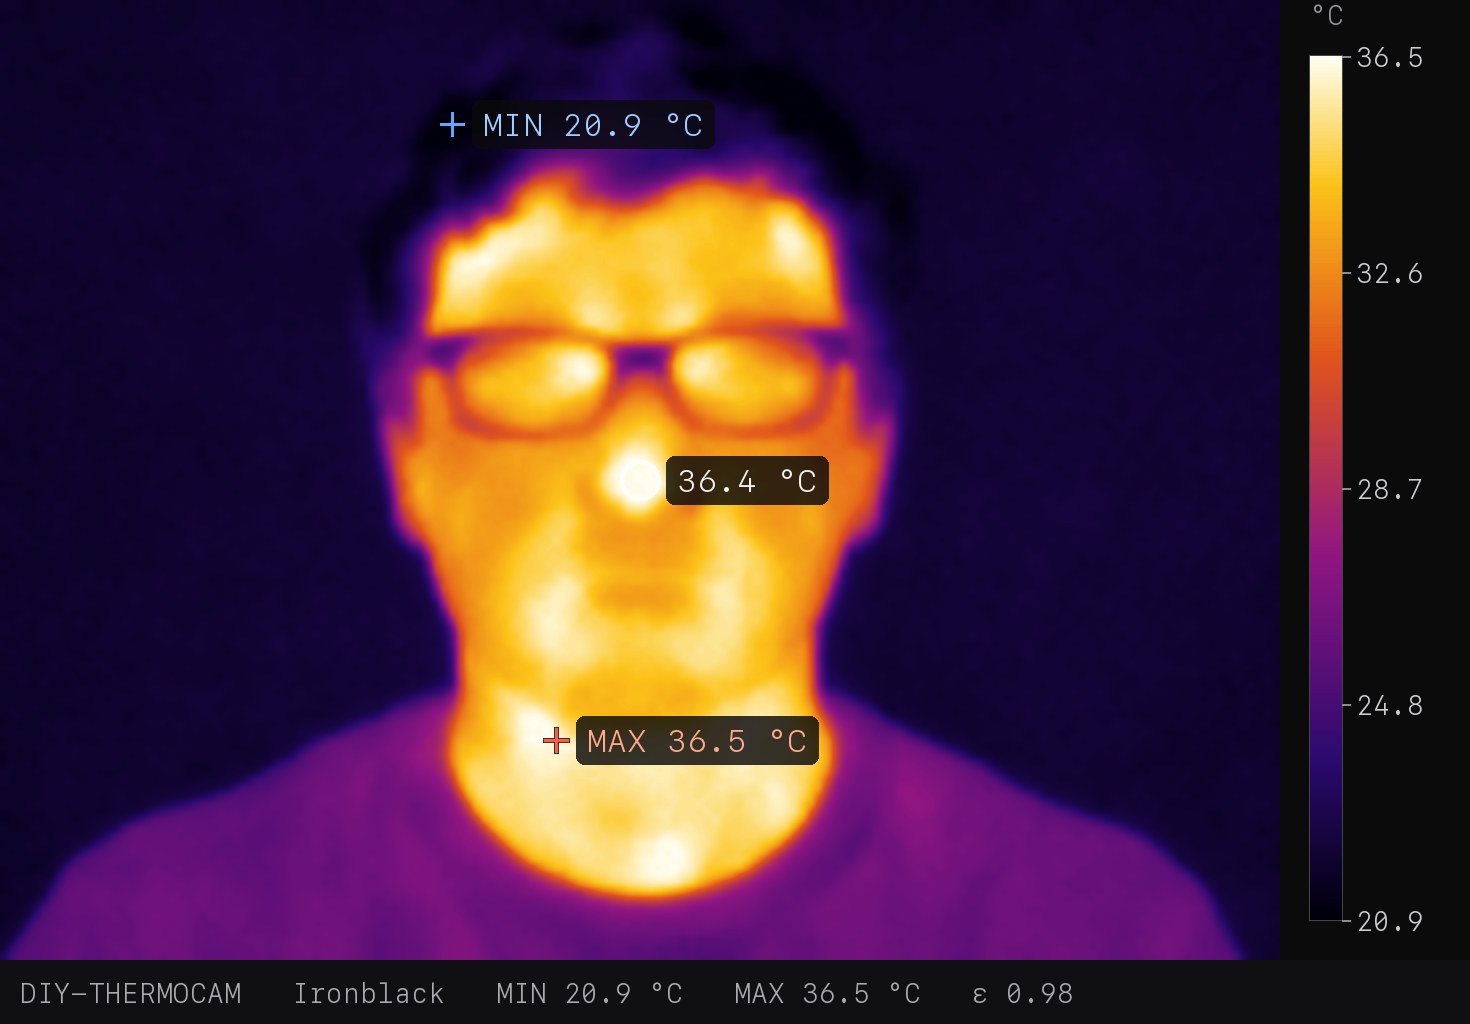 °C
36.5
MIN 20.9 °C
32.6
36.4 °C
28.7
24.8
MAX 36.5 °C
20.9
DIY-THERMOCAM Ironblack MIN 20.9 °C MAX 36.5 °C ε 0.98